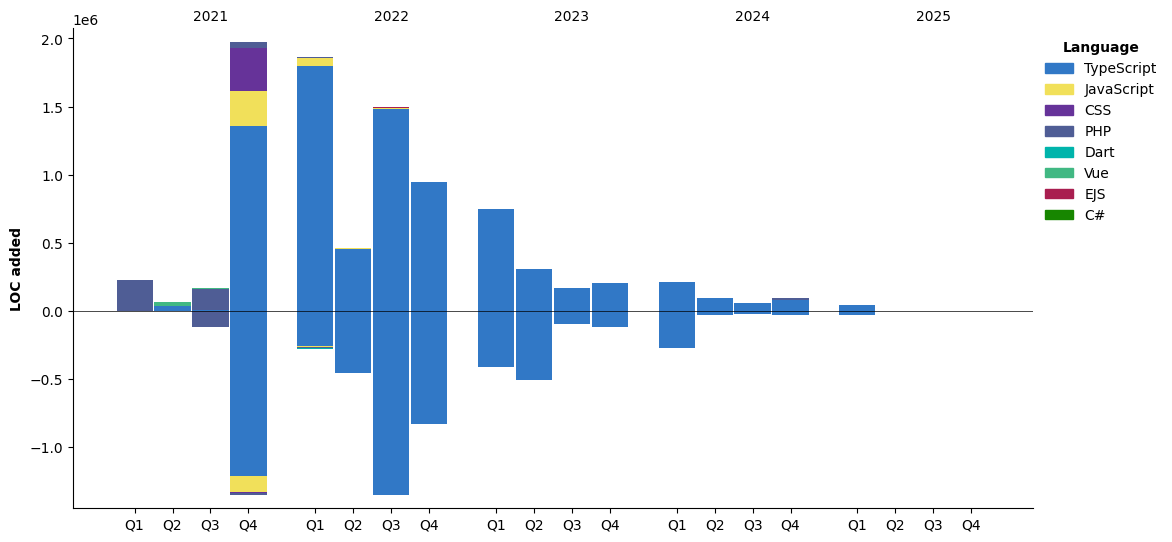 1e6
2021 2022 2023 2024 2025
2.0
1.5
1.0
0.5
0.0
−0.5
−1.0
LOC added
Q1 Q2 Q3 Q4 Q1 Q2 Q3 Q4 Q1 Q2 Q3 Q4 Q1 Q2 Q3 Q4 Q1 Q2 Q3 Q4
Language
TypeScript
JavaScript
CSS
PHP
Dart
Vue
EJS
C#